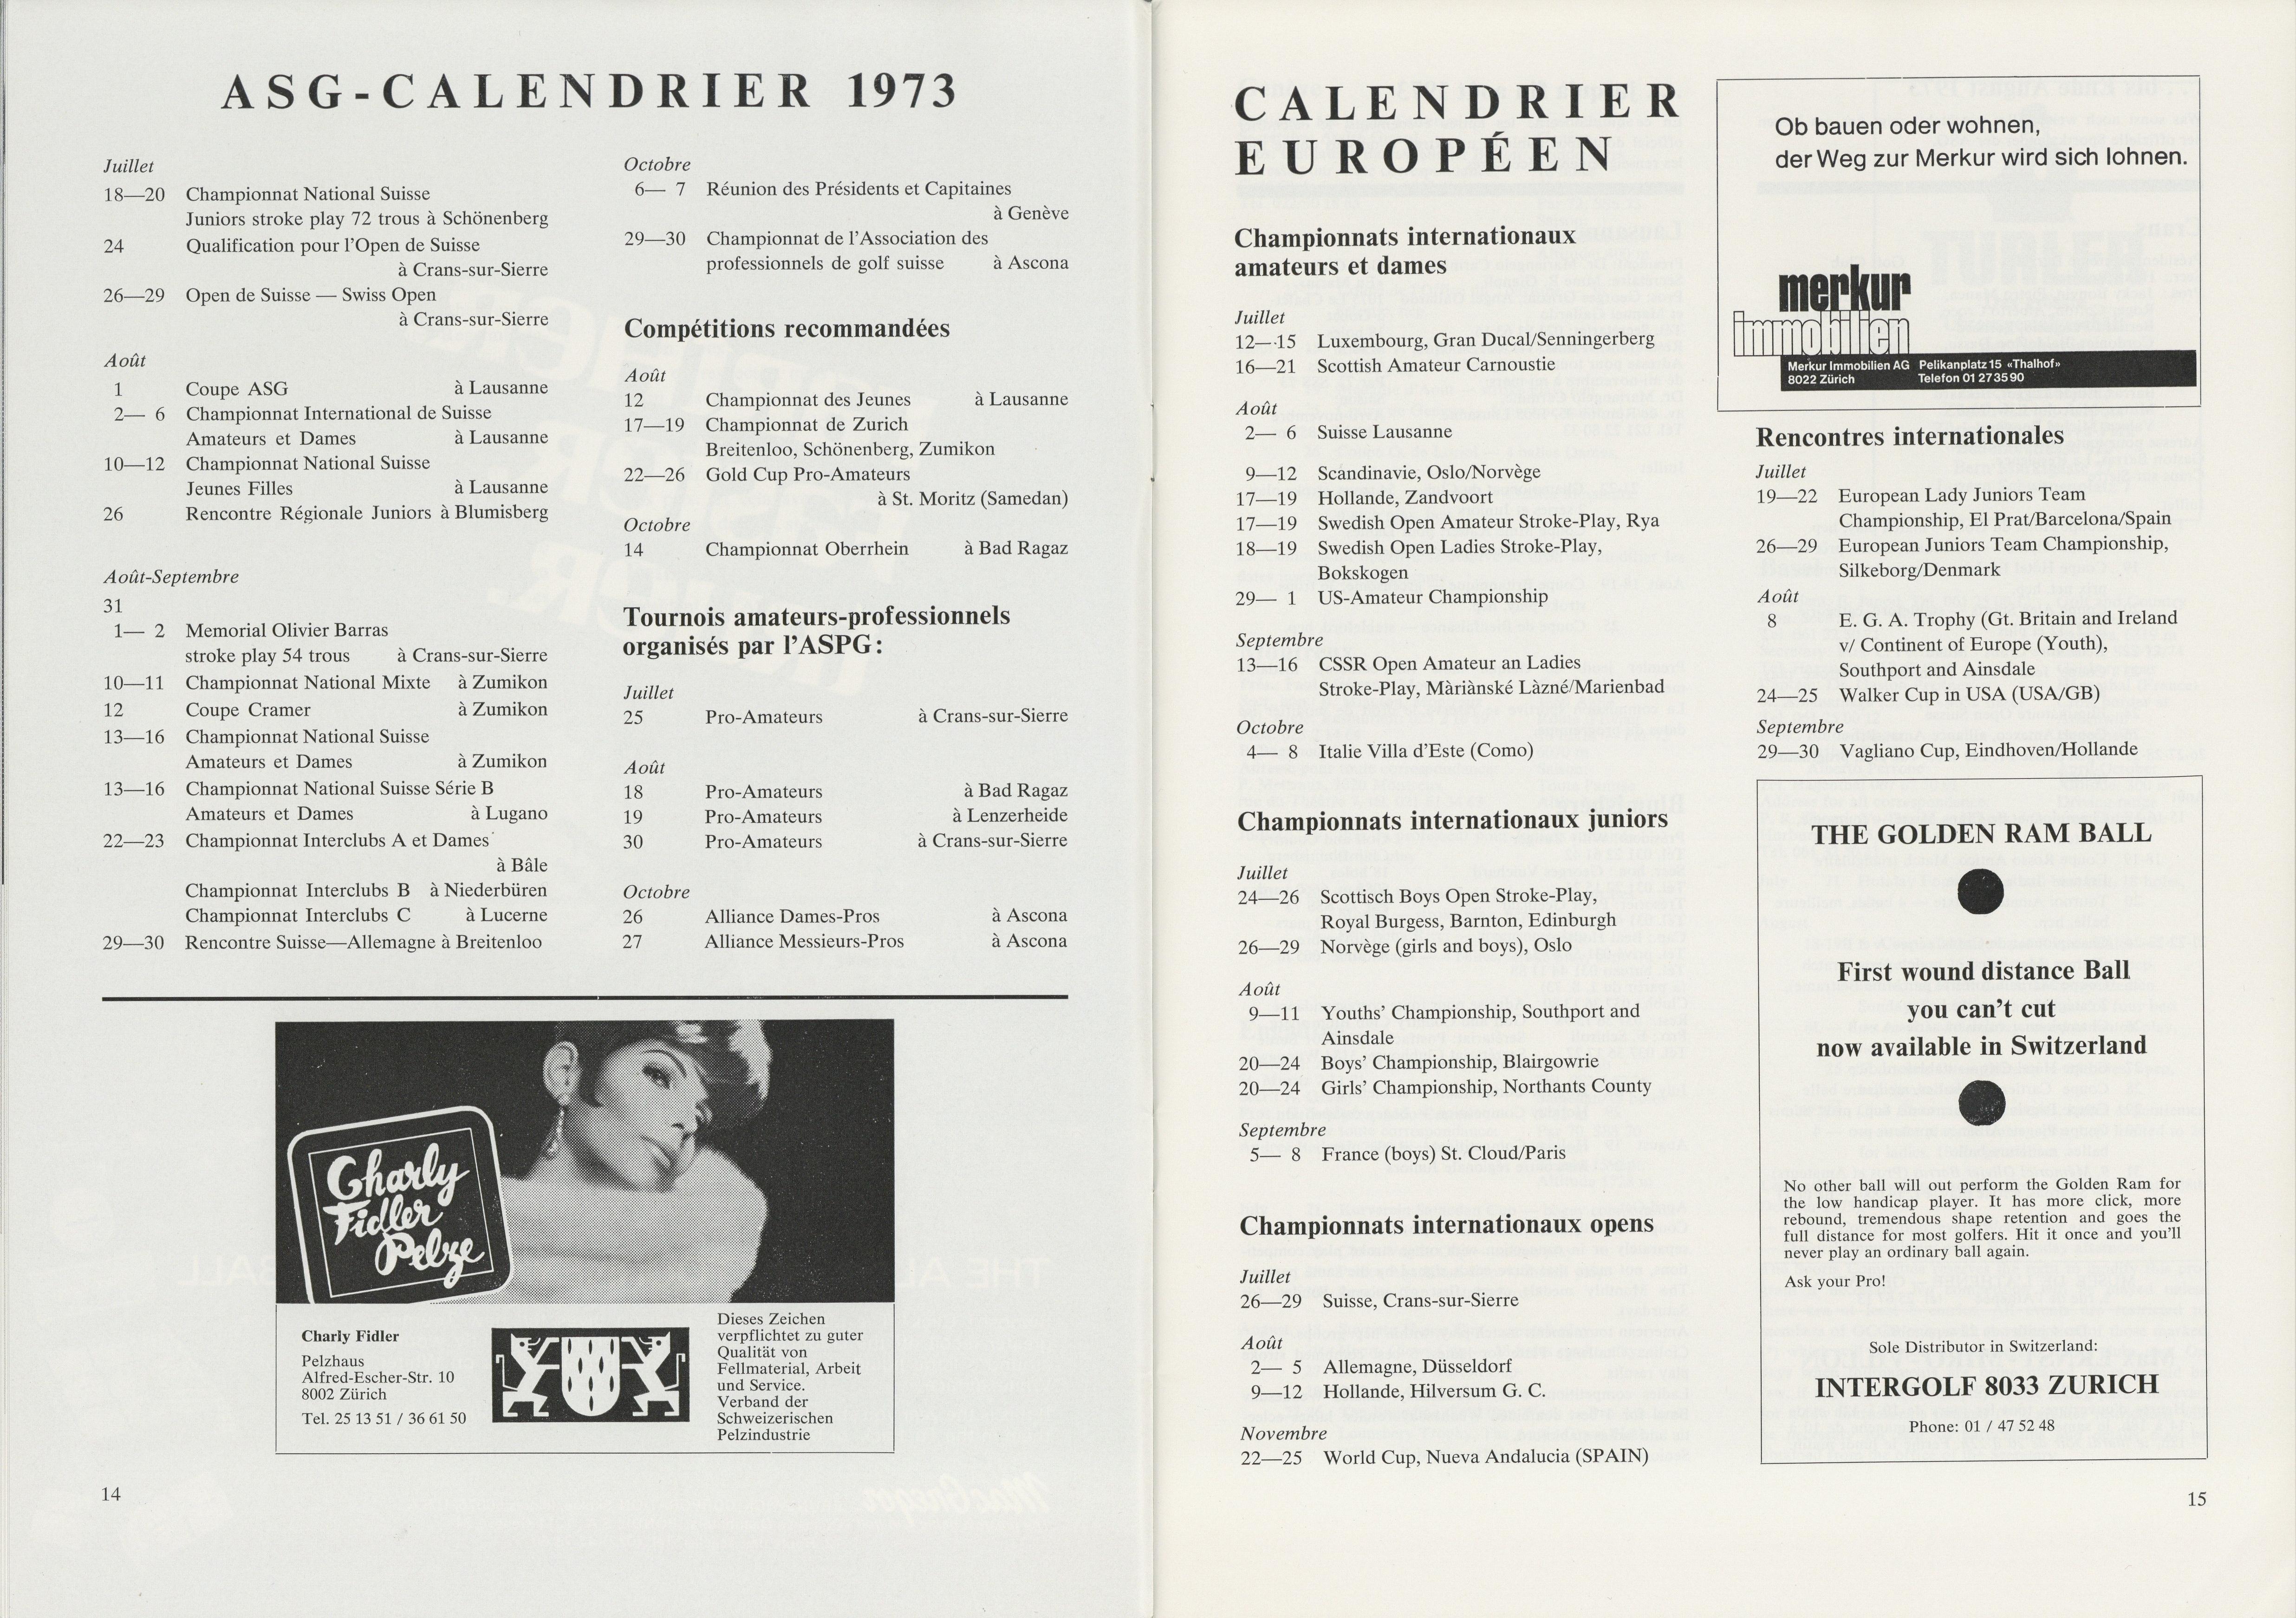 ASG-CALENDRIER 1973
Juillet
18—20 Championnat National Suisse
Juniors stroke play 72 trous à Schönenberg
24 Qualification pour l'Open de Suisse
à Crans-sur-Sierre
26—29 Open de Suisse — Swiss Open
à Crans-sur-Sierre
Août
1 Coupe ASG à Lausanne
2— 6 Championnat International de Suisse
Amateurs et Dames à Lausanne
10—12 Championnat National Suisse
Jeunes Filles à Lausanne
26 Rencontre Régionale Juniors à Blumisberg
Août-Septembre
31
1— 2 Memorial Olivier Barras
stroke play 54 trous à Crans-sur-Sierre
10—11 Championnat National Mixte à Zumikon
12 Coupe Cramer à Zumikon
13—16 Championnat National Suisse
Amateurs et Dames à Zumikon
13—16 Championnat National Suisse Série B
Amateurs et Dames à Lugano
22—23 Championnat Interclubs A et Dames
à Bâle
Championnat Interclubs B à Niederbüren
Championnat Interclubs C à Lucerne
29—30 Rencontre Suisse—Allemagne à Breitenloo
Octobre
6— 7 Réunion des Présidents et Capitaines
à Genève
29—30 Championnat de l'Association des
professionnels de golf suisse à Ascona
Compétitions recommandées
Août
12 Championnat des Jeunes à Lausanne
17—19 Championnat de Zurich
Breitenloo, Schönenberg, Zumikon
22—26 Gold Cup Pro-Amateurs
à St. Moritz (Samedan)
Octobre
14 Championnat Oberrhein à Bad Ragaz
Tournois amateurs-professionnels
organisés par l'ASPG:
Juillet
25 Pro-Amateurs à Crans-sur-Sierre
Août
18 Pro-Amateurs à Bad Ragaz
19 Pro-Amateurs à Lenzerheide
30 Pro-Amateurs à Crans-sur-Sierre
Octobre
26 Alliance Dames-Pros à Ascona
27 Alliance Messieurs-Pros à Ascona
Charly
Fidler
Pelze
Charly Fidler
Pelzhaus
Alfred-Escher-Str. 10
8002 Zürich
Tel. 25 13 51 / 36 61 50
Dieses Zeichen
verpflichtet zu guter
Qualität von
Fellmaterial, Arbeit
und Service.
Verband der
Schweizerischen
Pelzindustrie
14
CALENDRIER
EUROPÉEN
Championnats internationaux
amateurs et dames
Juillet
12—15 Luxembourg, Gran Ducal/Senningerberg
16—21 Scottish Amateur Carnoustie
Août
2— 6 Suisse Lausanne
9—12 Scandinavie, Oslo/Norvège
17—19 Hollande, Zandvoort
17—19 Swedish Open Amateur Stroke-Play, Rya
18—19 Swedish Open Ladies Stroke-Play,
Bokskogen
29— 1 US-Amateur Championship
Septembre
13—16 CSSR Open Amateur an Ladies
Stroke-Play, Màriànské Làzné/Marienbad
Octobre
4— 8 Italie Villa d'Este (Como)
Championnats internationaux juniors
Juillet
24—26 Scottisch Boys Open Stroke-Play,
Royal Burgess, Barnton, Edinburgh
26—29 Norvège (girls and boys), Oslo
Août
9—11 Youths' Championship, Southport and
Ainsdale
20—24 Boys' Championship, Blairgowrie
20—24 Girls' Championship, Northants County
Septembre
5— 8 France (boys) St. Cloud/Paris
Championnats internationaux opens
Juillet
26—29 Suisse, Crans-sur-Sierre
Août
2— 5 Allemagne, Düsseldorf
9—12 Hollande, Hilversum G. C.
Novembre
22—25 World Cup, Nueva Andalucia (SPAIN)
Ob bauen oder wohnen,
der Weg zur Merkur wird sich lohnen.
merkur
immobilien
Merkur Immobilien AG Pelikanplatz 15 «Thalhof»
8022 Zürich Telefon 01 27 35 90
Rencontres internationales
Juillet
19—22 European Lady Juniors Team
Championship, El Prat/Barcelona/Spain
26—29 European Juniors Team Championship,
Silkeborg/Denmark
Août
8 E. G. A. Trophy (Gt. Britain and Ireland
v/ Continent of Europe (Youth),
Southport and Ainsdale
24—25 Walker Cup in USA (USA/GB)
Septembre
29—30 Vagliano Cup, Eindhoven/Hollande
THE GOLDEN RAM BALL
First wound distance Ball
you can't cut
now available in Switzerland
No other ball will out perform the Golden Ram for
the low handicap player. It has more click, more
rebound, tremendous shape retention and goes the
full distance for most golfers. Hit it once and you'll
never play an ordinary ball again.
Ask your Pro!
Sole Distributor in Switzerland:
INTERGOLF 8033 ZURICH
Phone: 01 / 47 52 48
15